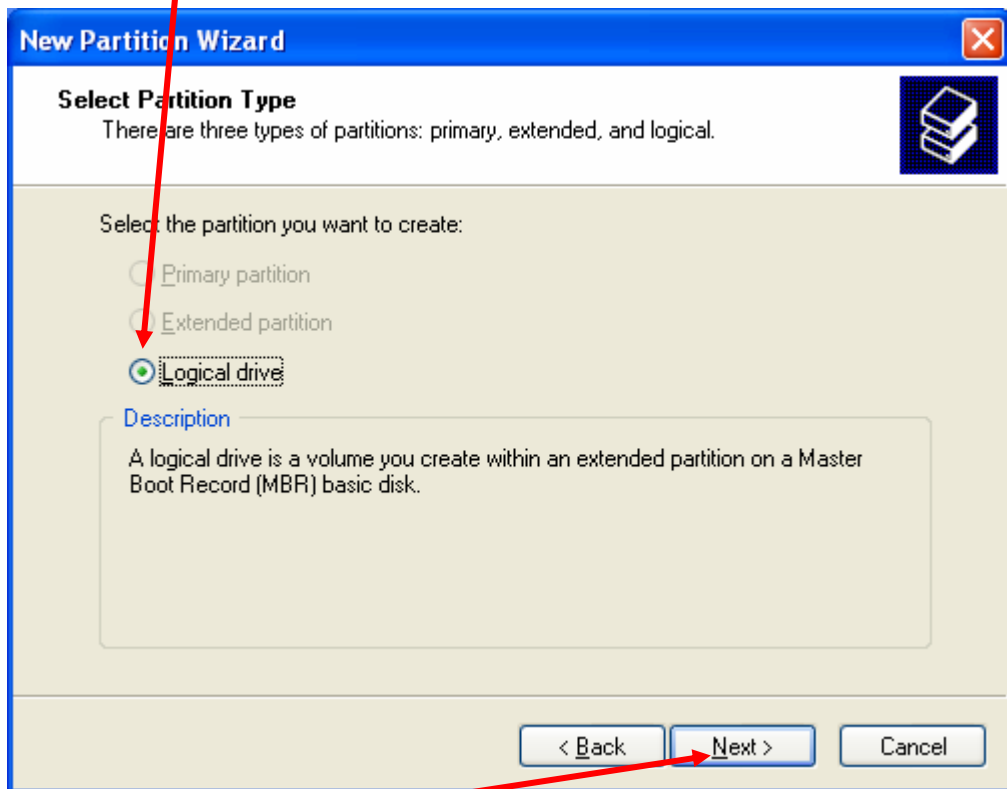 New Partition Wizard
Select Partition Type
There are three types of partitions: primary, extended, and logical.
Select the partition you want to create:
Primary partition
Extended partition
Logical drive
Description
A logical drive is a volume you create within an extended partition on a Master
Boot Record (MBR) basic disk.
< Back Next > Cancel